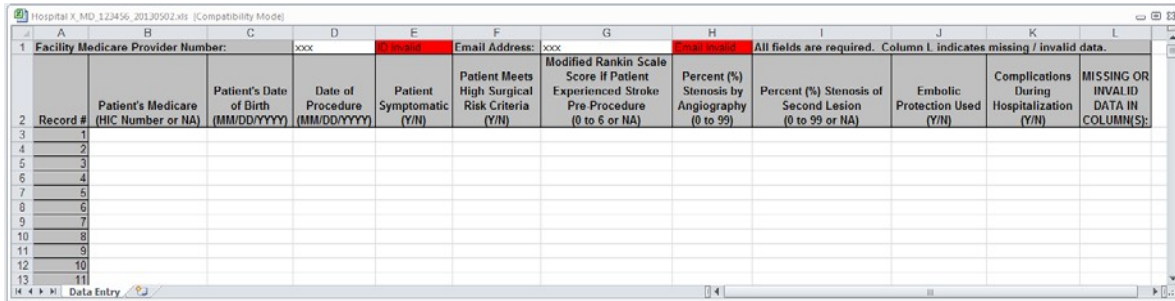 Hospital X_MD_123456_20130502.xls [Compatibility Mode]
A B C D E F G H I J K L
1 Facility Medicare Provider Number: xxx ID invalid Email Address: xxx Email invalid All fields are required. Column L indicates missing / invalid data.
2 Record # Patient's Medicare (HIC Number or NA) Patient's Date of Birth (MM/DD/YYYY) Date of Procedure (MM/DD/YYYY) Patient Symptomatic (Y/N) Patient Meets High Surgical Risk Criteria (Y/N) Modified Rankin Scale Score if Patient Experienced Stroke Pre-Procedure (0 to 6 or NA) Percent (%) Stenosis by Angiography (0 to 99) Percent (%) Stenosis of Second Lesion (0 to 99 or NA) Embolic Protection Used (Y/N) Complications During Hospitalization (Y/N) MISSING OR INVALID DATA IN COLUMN(S):
3 1
4 2
5 3
6 4
7 5
8 6
9 7
10 8
11 9
12 10
13 11
Data Entry